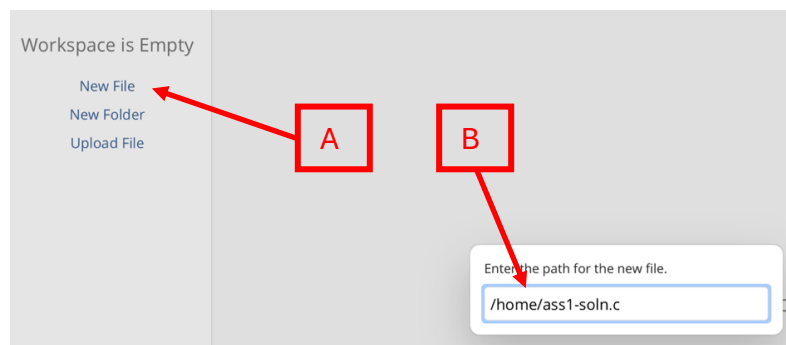 Workspace is Empty
New File
New Folder
Upload File
A
B
Enter the path for the new file.
/home/ass1-soln.c